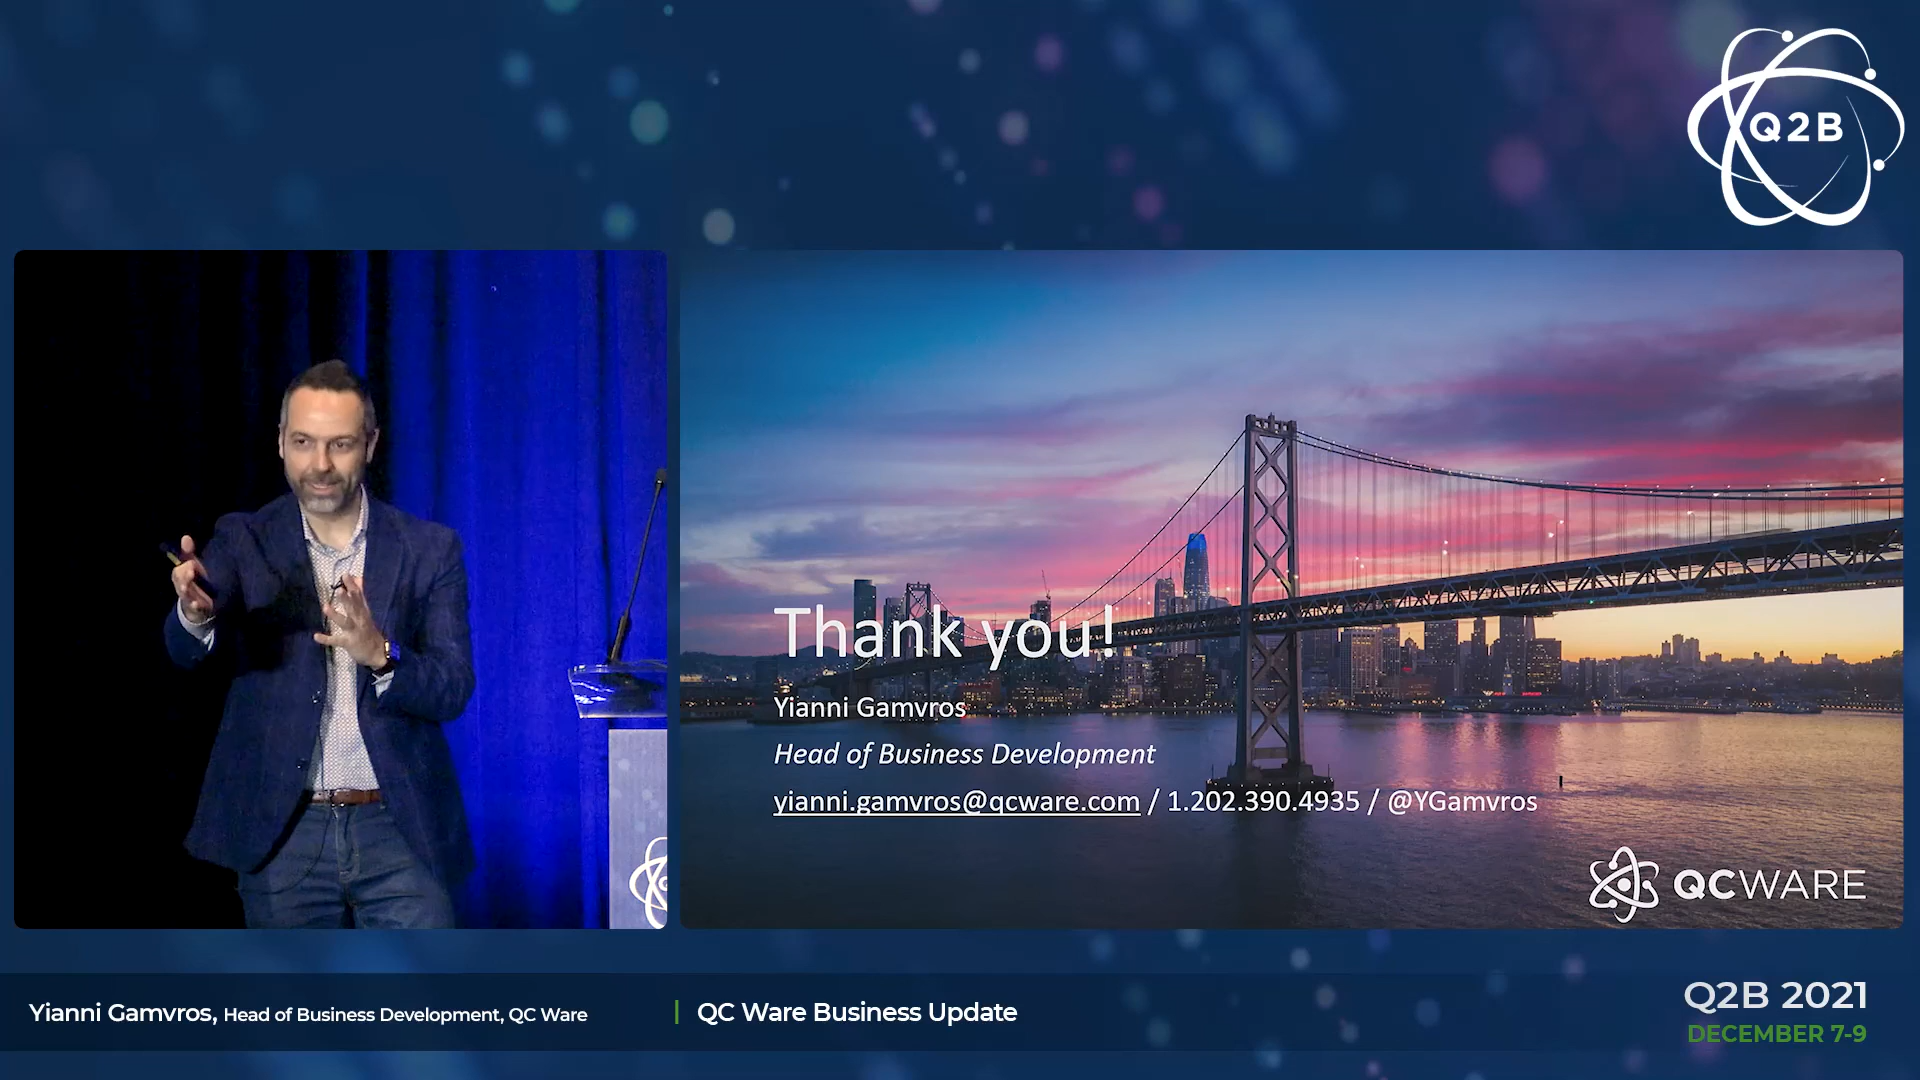 Q2B
Thank you!
Yianni Gamvros
Head of Business Development
yianni.gamvros@qcware.com / 1.202.390.4935 / @YGamvros
QCWARE
Yianni Gamvros, Head of Business Development, QC Ware
QC Ware Business Update
Q2B 2021
DECEMBER 7-9